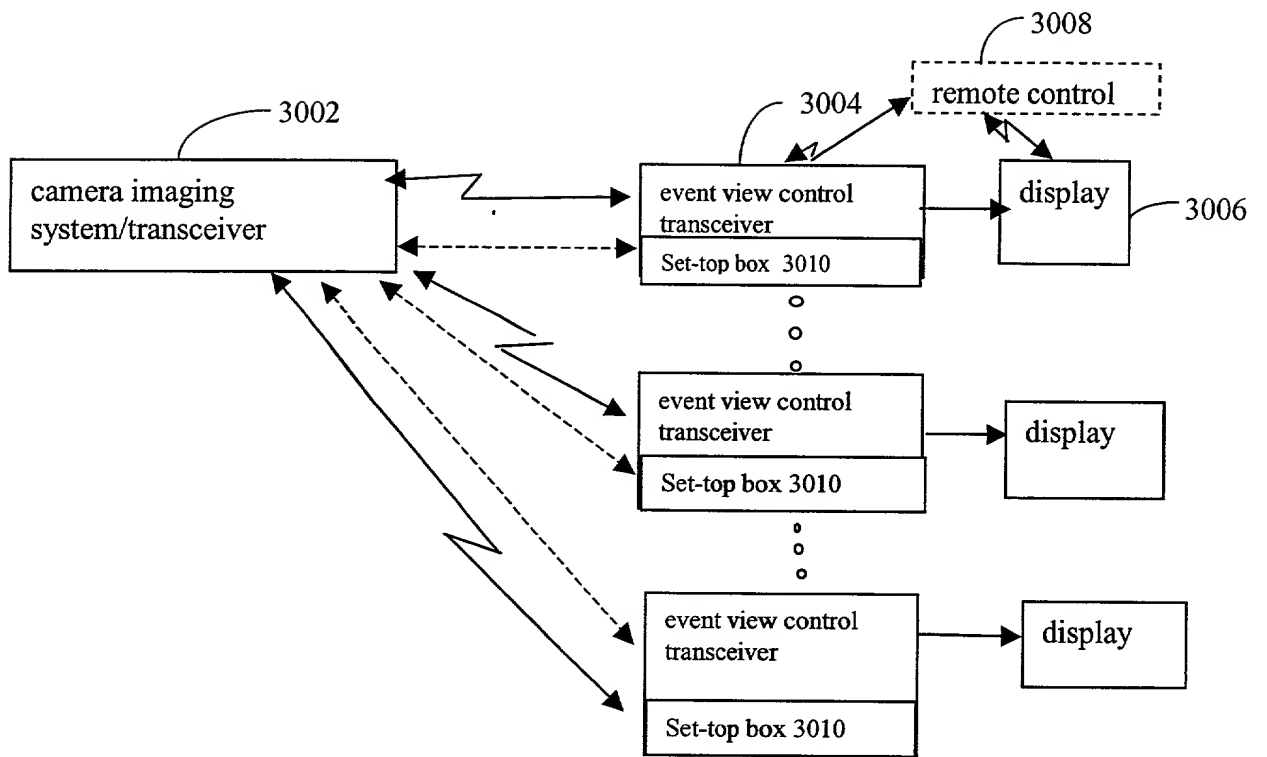 3008
remote control
3002
3004
camera imaging
system/transceiver
event view control
transceiver
Set-top box 3010
display
3006
event view control
transceiver
Set-top box 3010
display
event view control
transceiver
Set-top box 3010
display